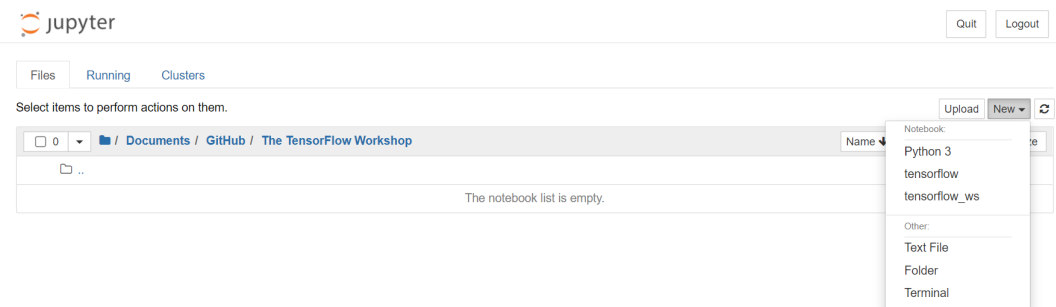 jupyter
Quit Logout
Files Running Clusters
Select items to perform actions on them.
Upload New
0 / Documents / GitHub / The TensorFlow Workshop
Name
..
The notebook list is empty.
Notebook:
Python 3
tensorflow
tensorflow_ws
Other:
Text File
Folder
Terminal